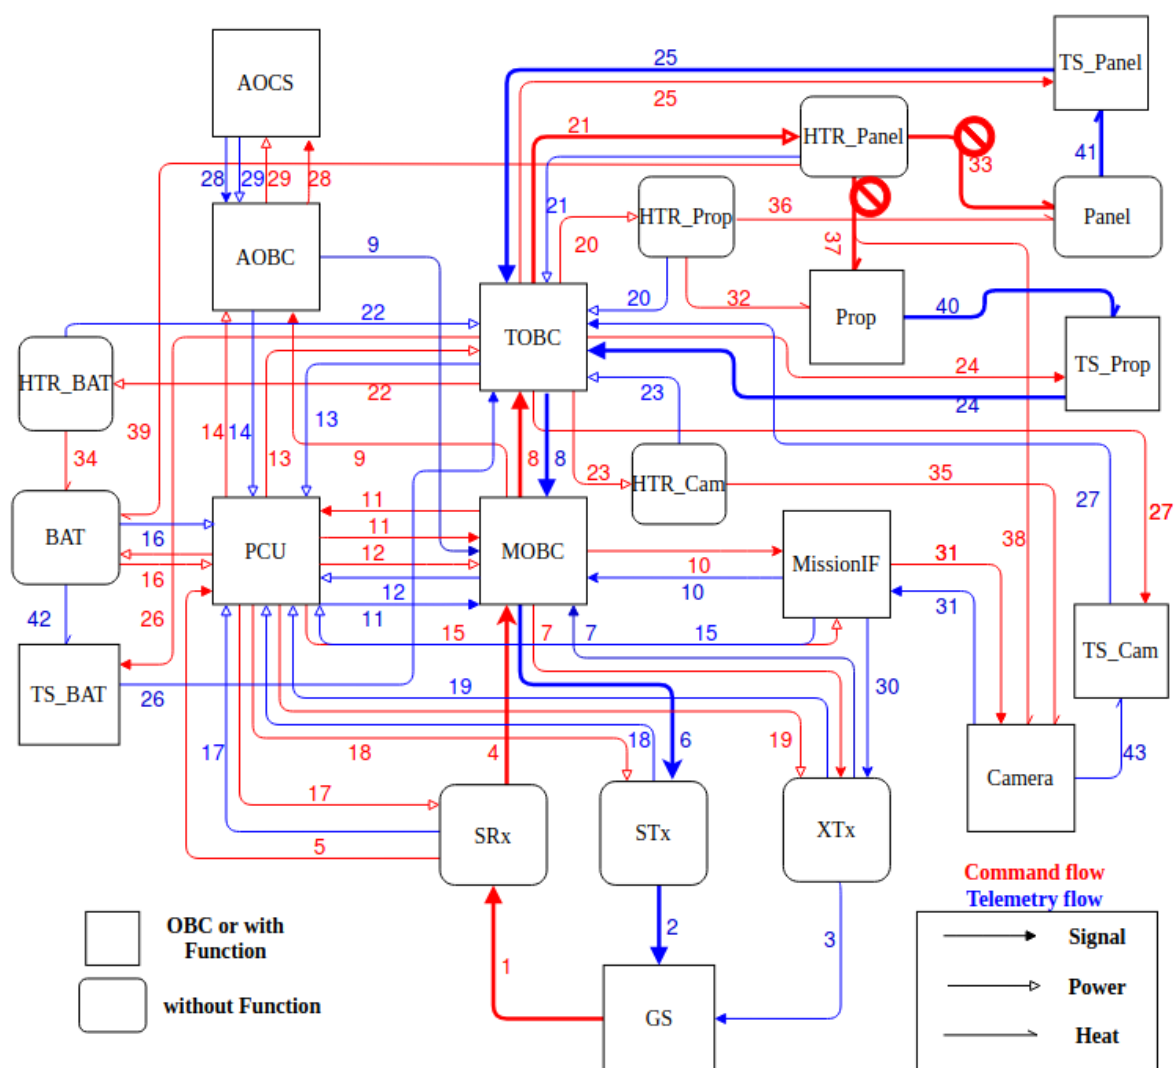 25
TS_Panel
AOCS
25
21
HTR_Panel
33
41
28
29
29
28
21
HTR_Prop
36
Panel
9
20
37
AOBC
20
32
Prop
40
22
TOBC
TS_Prop
HTR_BAT
24
22
23
24
39
14
14
13
13
9
8
8
23
HTR_Cam
35
34
27
27
BAT
16
PCU
11
11
MOBC
38
31
MissionIF
16
12
10
12
10
31
42
26
11
15
7
7
15
TS_Cam
TS_BAT
26
19
30
17
18
4
18
6
19
43
Camera
17
5
SRx
STx
XTx
Command flow
Telemetry flow
OBC or with
Function
2
3
Signal
1
Power
without Function
GS
Heat